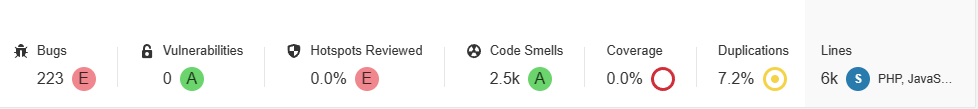 Bugs Vulnerabilities Hotspots Reviewed Code Smells Coverage Duplications Lines
223 E 0 A 0.0% E 2.5k A 0.0% 7.2% 6k S PHP, JavaS...